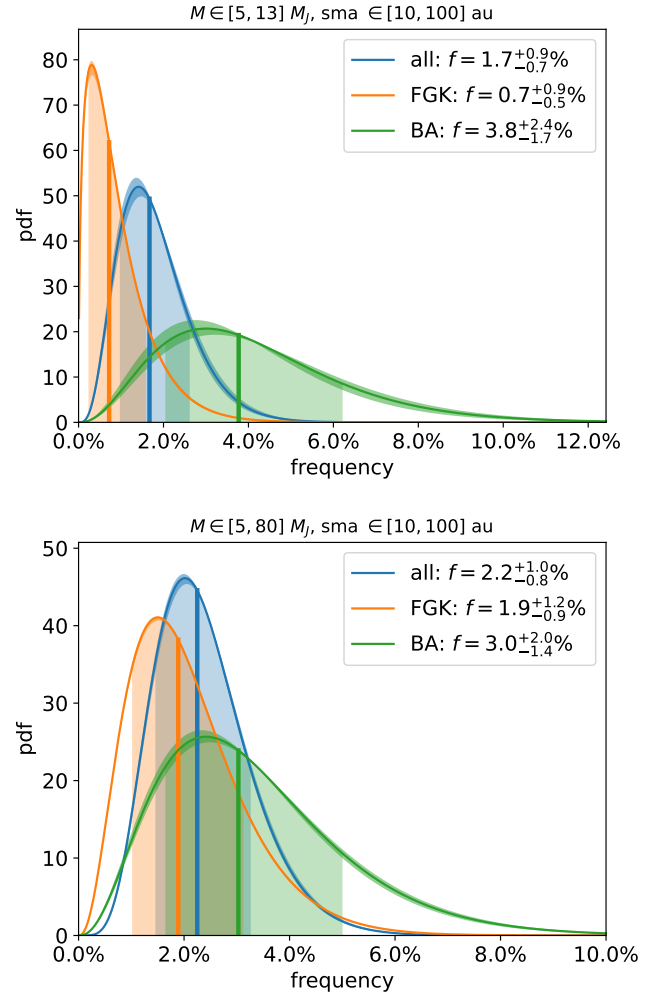 M ∈ [5, 13] M_J, sma ∈ [10, 100] au
80
70
60
50
40
30
20
10
0
pdf
all: f = 1.7^{+0.9}_{−0.7}%
FGK: f = 0.7^{+0.9}_{−0.5}%
BA: f = 3.8^{+2.4}_{−1.7}%
0.0% 2.0% 4.0% 6.0% 8.0% 10.0% 12.0%
frequency
M ∈ [5, 80] M_J, sma ∈ [10, 100] au
50
40
30
20
10
0
pdf
all: f = 2.2^{+1.0}_{−0.8}%
FGK: f = 1.9^{+1.2}_{−0.9}%
BA: f = 3.0^{+2.0}_{−1.4}%
0.0% 2.0% 4.0% 6.0% 8.0% 10.0%
frequency